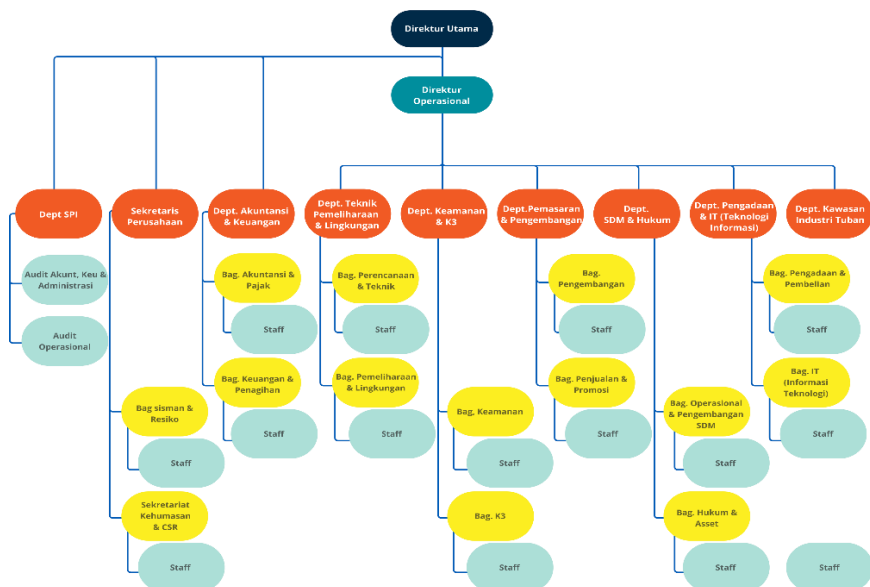 Direktur Utama
Direktur
Operasional
Dept SPI
Sekretaris
Perusahaan
Dept. Akuntansi
& Keuangan
Dept. Teknik
Pemeliharaan
& Lingkungan
Dept. Keamanan
& K3
Dept.Pemasaran
& Pengembangan
Dept.
SDM & Hukum
Dept. Pengadaan
& IT (Teknologi
Informasi)
Dept. Kawasan
Industri Tuban
Audit Akunt, Keu &
Administrasi
Bag. Akuntansi &
Pajak
Bag. Perencanaan
& Teknik
Bag.
Pengembangan
Bag. Pengadaan &
Pembelian
Staff
Staff
Staff
Staff
Audit
Operasional
Bag. Keuangan &
Penagihan
Bag. Pemeliharaan
& Lingkungan
Bag. Penjualan &
Promosi
Bag. IT
(Informasi
Teknologi)
Bag sisman &
Resiko
Bag, Keamanan
Bag. Operasional
& Pengembangan
SDM
Staff
Staff
Staff
Staff
Staff
Staff
Staff
Sekretariat
Kehumasan
& CSR
Bag. K3
Bag. Hukum &
Asset
Staff
Staff
Staff
Staff